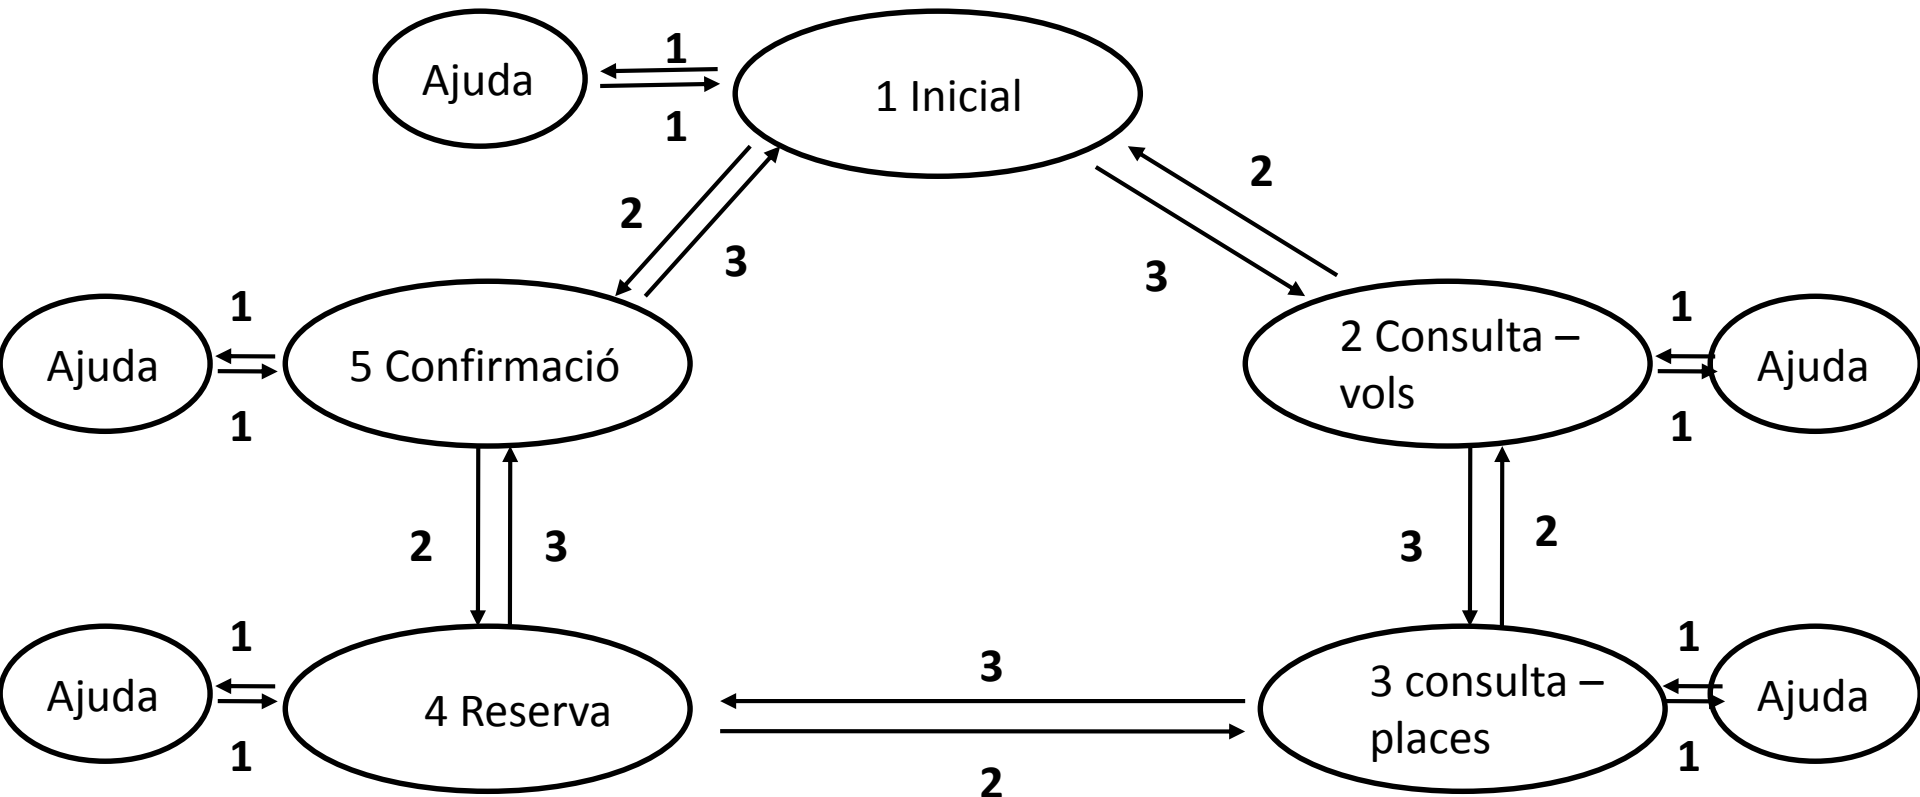 Ajuda
1
1
1 Inicial
2
3
2
3
Ajuda
1
1
5 Confirmació
2 Consulta –
vols
1
1
Ajuda
2
3
3
2
Ajuda
1
1
4 Reserva
3
2
3 consulta –
places
1
1
Ajuda